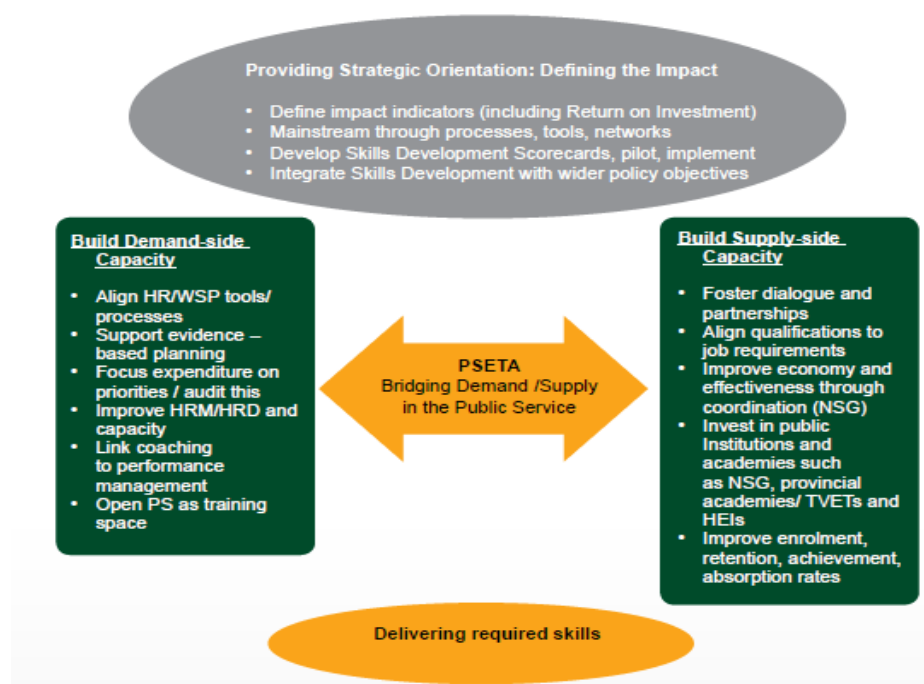 Providing Strategic Orientation: Defining the Impact
• Define impact indicators (including Return on Investment)
• Mainstream through processes, tools, networks
• Develop Skills Development Scorecards, pilot, implement
• Integrate Skills Development with wider policy objectives
Build Demand-side
Capacity
• Align HR/WSP tools/
processes
• Support evidence –
based planning
• Focus expenditure on
priorities / audit this
• Improve HRM/HRD and
capacity
• Link coaching
to performance
management
• Open PS as training
space
PSETA
Bridging Demand /Supply
in the Public Service
Build Supply-side
Capacity
• Foster dialogue and
partnerships
• Align qualifications to
job requirements
• Improve economy and
effectiveness through
coordination (NSG)
• Invest in public
Institutions and
academies such
as NSG, provincial
academies/ TVETs and
HEIs
• Improve enrolment,
retention, achievement,
absorption rates
Delivering required skills